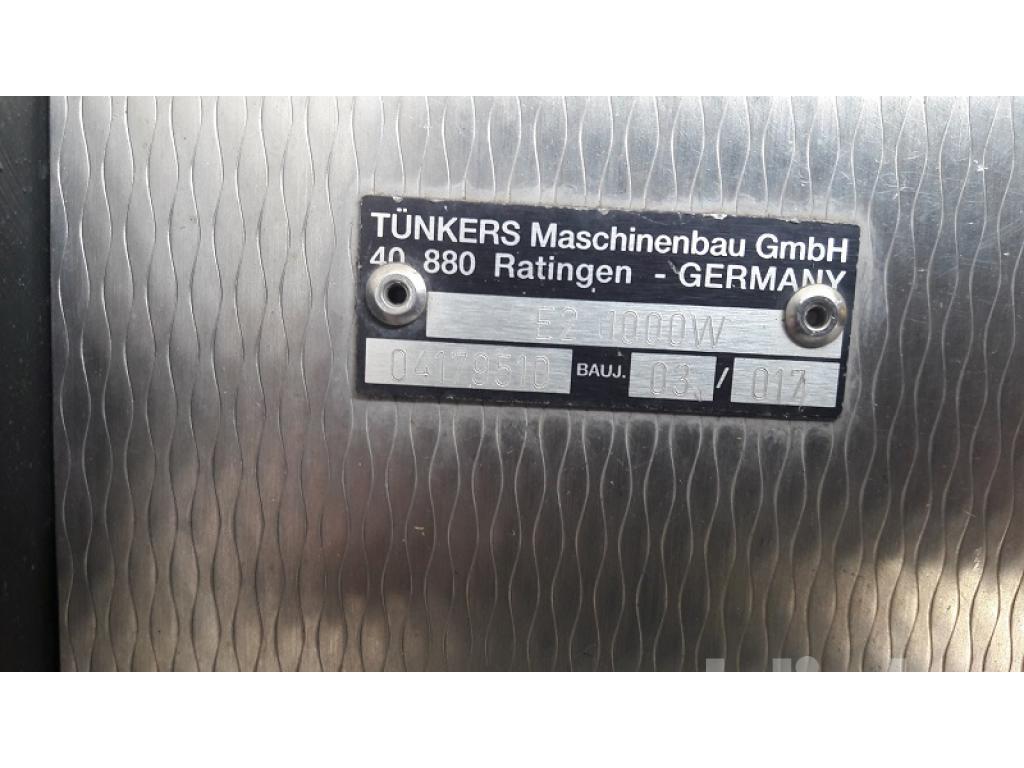 TÜNKERS Maschinenbau GmbH
40 880 Ratingen - GERMANY
E2 1000W
04179510 BAUJ. 03 / 017